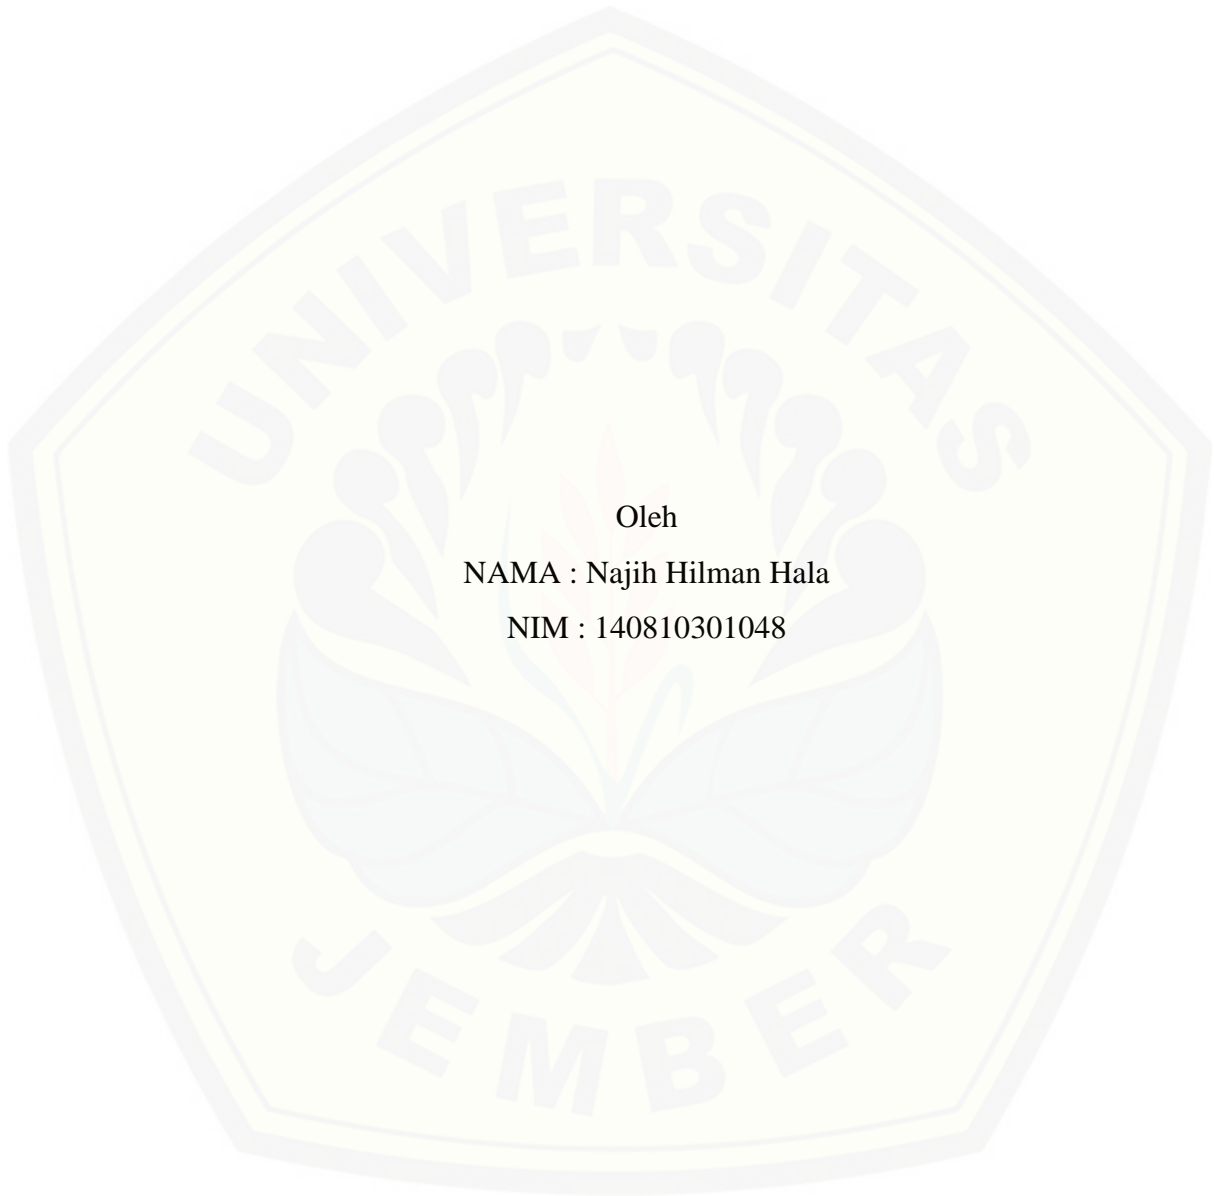 UNIVERSITAS
Oleh
NAMA : Najih Hilman Hala
NIM : 140810301048
JEMBER